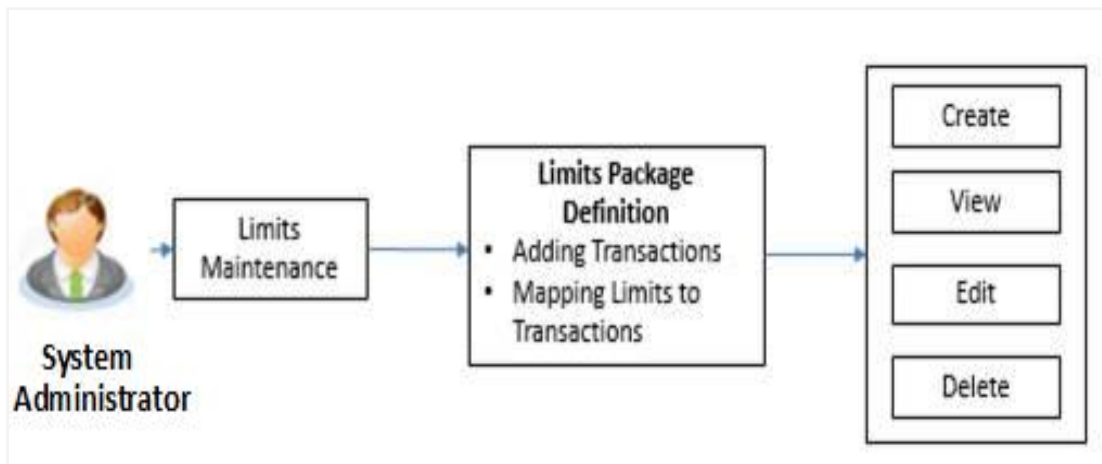 System
Administrator
Limits
Maintenance
Limits Package
Definition
• Adding Transactions
• Mapping Limits to
Transactions
Create
View
Edit
Delete